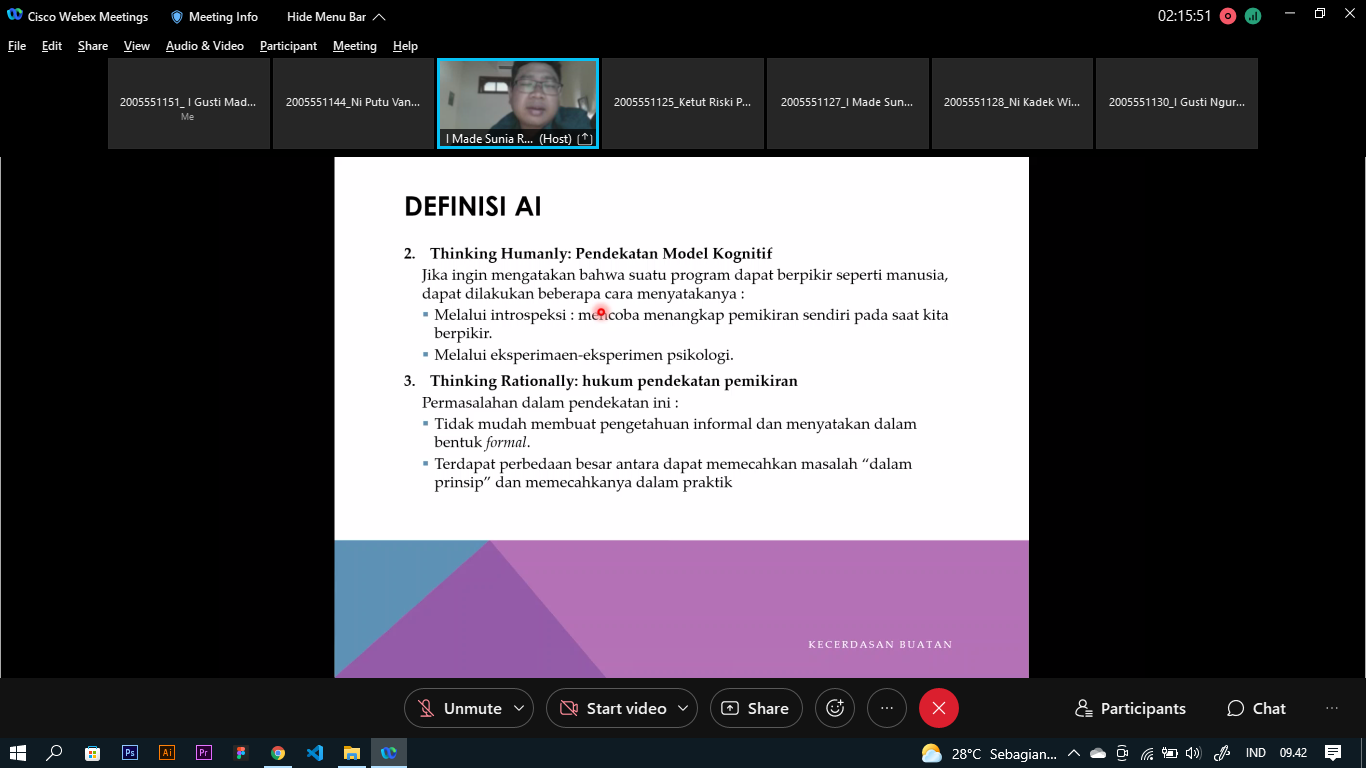 Cisco Webex Meetings
Meeting Info
Hide Menu Bar
02:15:51
File Edit Share View Audio & Video Participant Meeting Help
2005551151_ I Gusti Mad...
Me
2005551144_Ni Putu Van...
I Made Sunia R... (Host)
2005551125_Ketut Riski P...
2005551127_I Made Sun...
2005551128_Ni Kadek Wi...
2005551130_I Gusti Ngur...
DEFINISI AI
2. Thinking Humanly: Pendekatan Model Kognitif
Jika ingin mengatakan bahwa suatu program dapat berpikir seperti manusia,
dapat dilakukan beberapa cara menyatakanya :
▪ Melalui introspeksi : mencoba menangkap pemikiran sendiri pada saat kita
berpikir.
▪ Melalui eksperimaen-eksperimen psikologi.
3. Thinking Rationally: hukum pendekatan pemikiran
Permasalahan dalam pendekatan ini :
▪ Tidak mudah membuat pengetahuan informal dan menyatakan dalam
bentuk formal.
▪ Terdapat perbedaan besar antara dapat memecahkan masalah “dalam
prinsip” dan memecahkanya dalam praktik
KECERDASAN BUATAN
Unmute
Start video
Share
Participants
Chat
Ps
Ai
Pr
28°C Sebagian...
IND
09.42